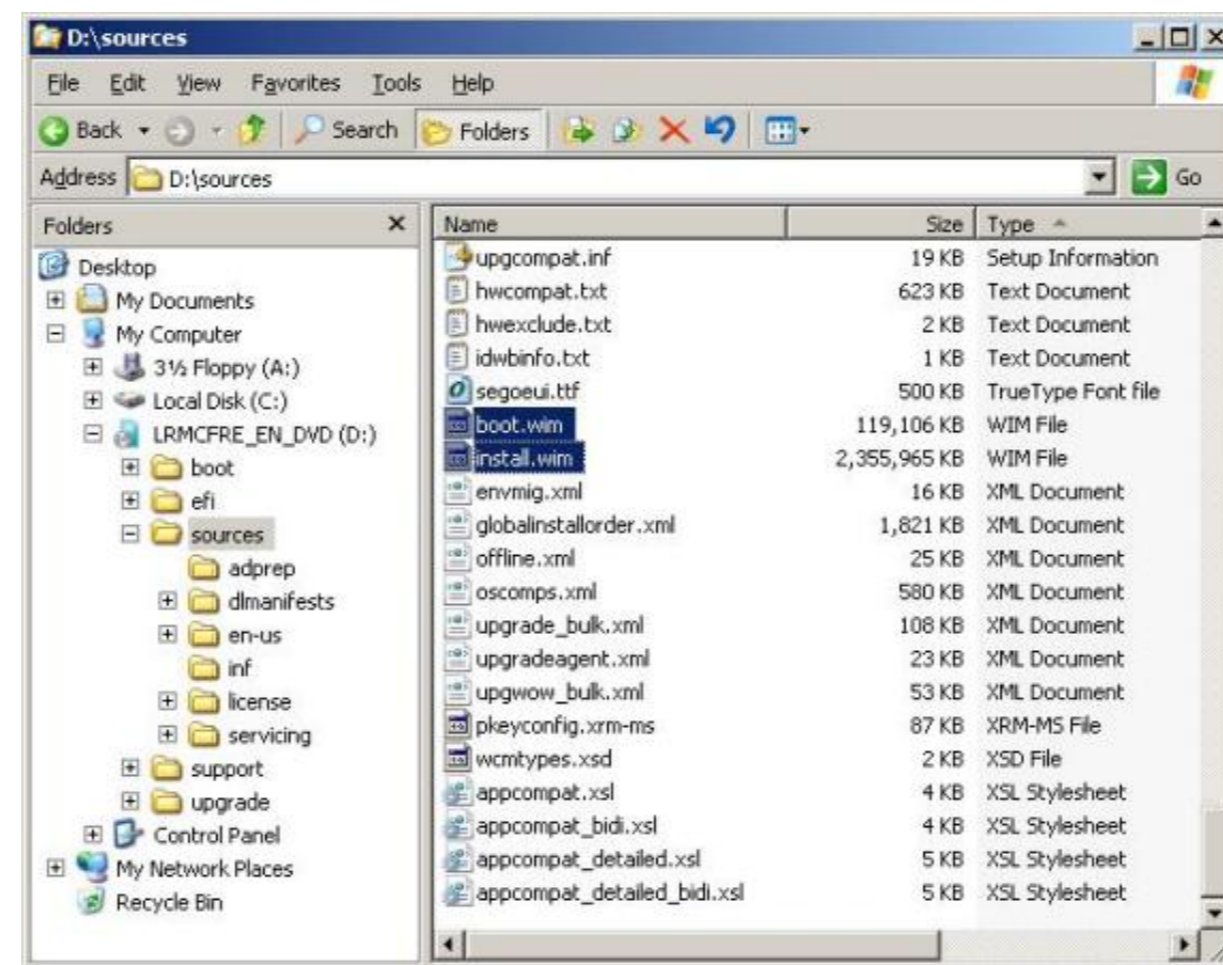 D:\sources
File Edit View Favorites Tools Help
Back Search Folders
Address D:\sources Go
Folders
Desktop
My Documents
My Computer
3½ Floppy (A:)
Local Disk (C:)
LRMCFRE_EN_DVD (D:)
boot
efi
sources
adprep
dlmanifests
en-us
inf
license
servicing
support
upgrade
Control Panel
My Network Places
Recycle Bin
Name Size Type
upgcompat.inf 19 KB Setup Information
hwcompat.txt 623 KB Text Document
hwexclude.txt 2 KB Text Document
idwbinfo.txt 1 KB Text Document
segoeui.ttf 500 KB TrueType Font file
boot.wim 119,106 KB WIM File
install.wim 2,355,965 KB WIM File
envmig.xml 16 KB XML Document
globalinstallorder.xml 1,821 KB XML Document
offline.xml 25 KB XML Document
oscomps.xml 580 KB XML Document
upgrade_bulk.xml 108 KB XML Document
upgradeagent.xml 23 KB XML Document
upgwow_bulk.xml 53 KB XML Document
pkeyconfig.xrm-ms 87 KB XRM-MS File
wcmtypes.xsd 2 KB XSD File
appcompat.xsl 4 KB XSL Stylesheet
appcompat_bidi.xsl 4 KB XSL Stylesheet
appcompat_detailed.xsl 5 KB XSL Stylesheet
appcompat_detailed_bidi.xsl 5 KB XSL Stylesheet